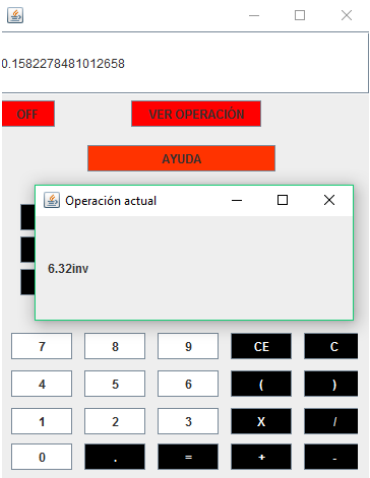 0.1582278481012658
OFF VER OPERACIÓN
AYUDA
Operación actual
6.32inv
7 8 9 CE C
4 5 6 ( )
1 2 3 X /
0 . = + -